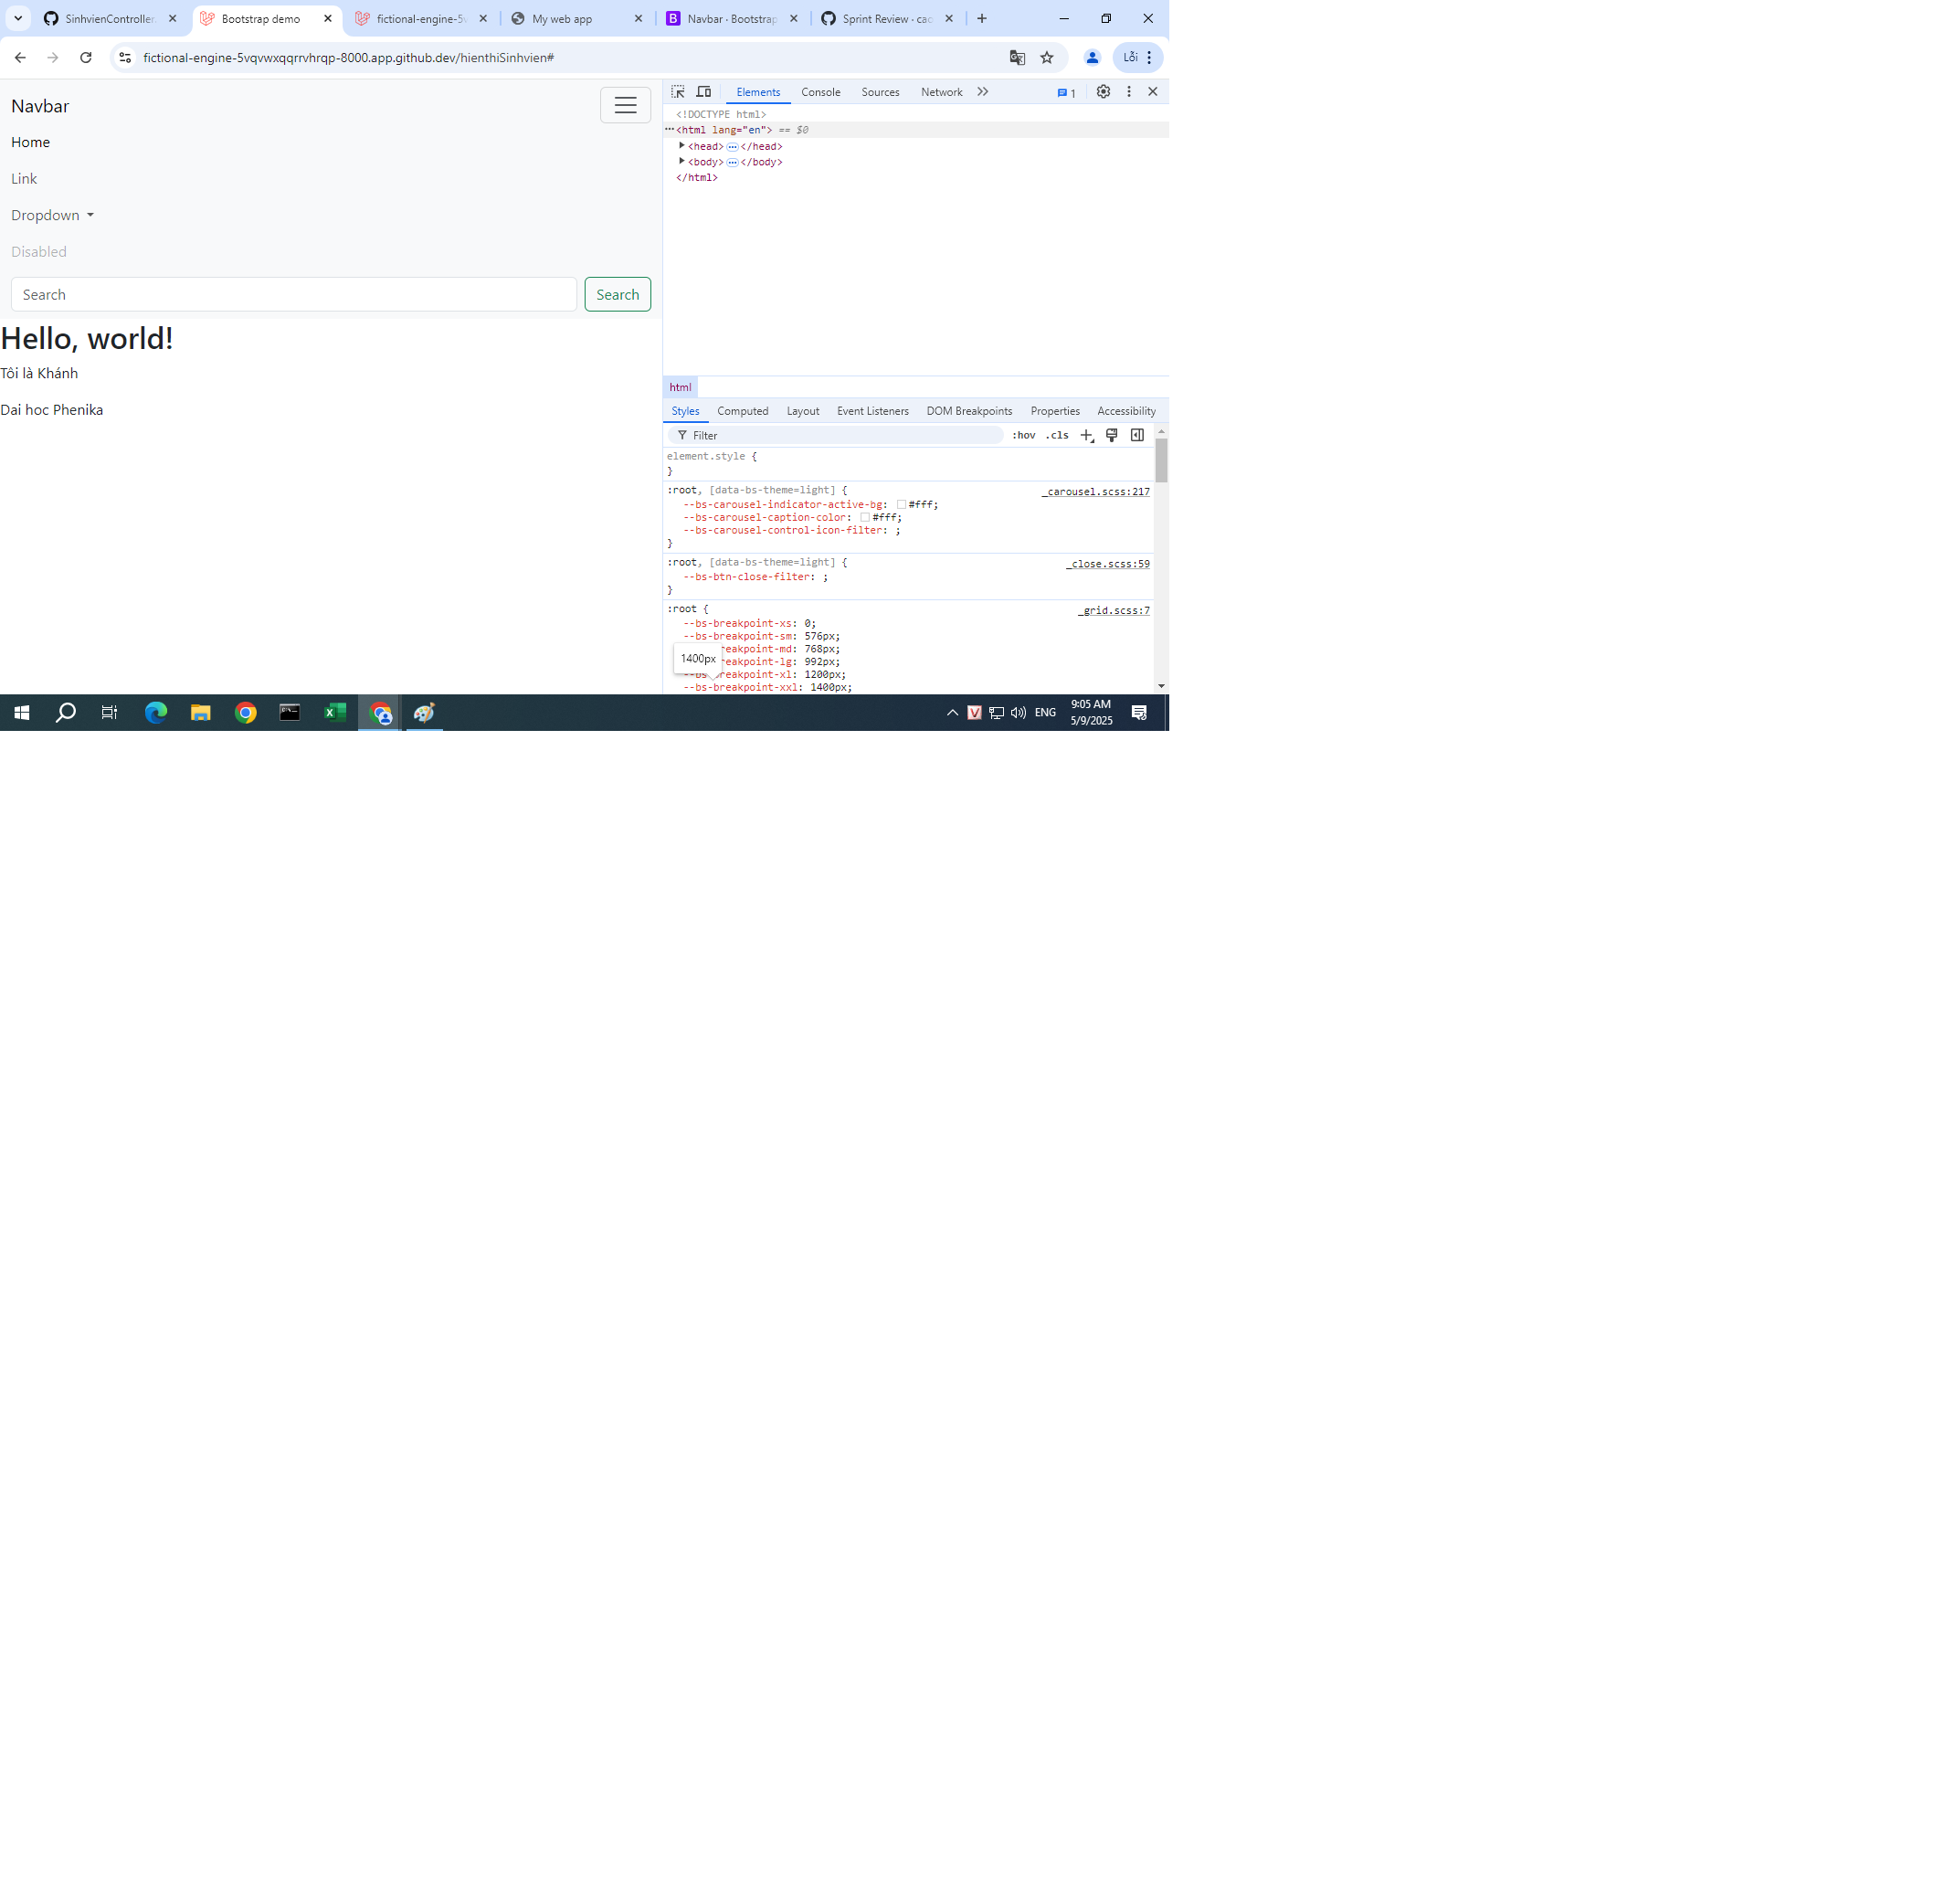 SinhvienController.
Bootstrap demo
fictional-engine-5v
My web app
Navbar · Bootstrap
Sprint Review · cao
fictional-engine-5vqvwxqqrrvhrqp-8000.app.github.dev/hienthiSinhvien#
Lỗi
Navbar
Home
Link
Dropdown
Disabled
Search
Search
Hello, world!
Tôi là Khánh
Dai hoc Phenika
Elements Console Sources Network 1
<!DOCTYPE html>
<html lang="en"> == $0
<head> ··· </head>
<body> ··· </body>
</html>
html
Styles Computed Layout Event Listeners DOM Breakpoints Properties Accessibility
Filter :hov .cls
element.style {
}
:root, [data-bs-theme=light] { _carousel.scss:217
--bs-carousel-indicator-active-bg: #fff;
--bs-carousel-caption-color: #fff;
--bs-carousel-control-icon-filter: ;
}
:root, [data-bs-theme=light] { _close.scss:59
--bs-btn-close-filter: ;
}
:root { _grid.scss:7
--bs-breakpoint-xs: 0;
--bs-breakpoint-sm: 576px;
reakpoint-md: 768px;
1400px
reakpoint-lg: 992px;
--bs-breakpoint-xl: 1200px;
--bs-breakpoint-xxl: 1400px;
ENG
9:05 AM
5/9/2025